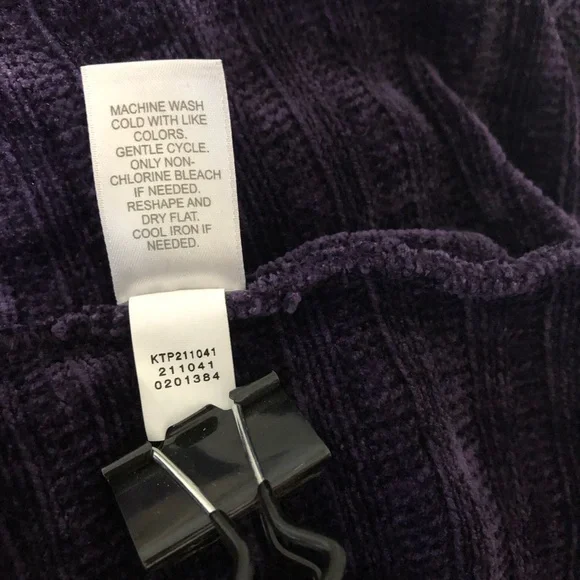 MACHINE WASH
COLD WITH LIKE
COLORS.
GENTLE CYCLE.
ONLY NON-
CHLORINE BLEACH
IF NEEDED.
RESHAPE AND
DRY FLAT.
COOL IRON IF
NEEDED.
KTP211041
211041
0201384